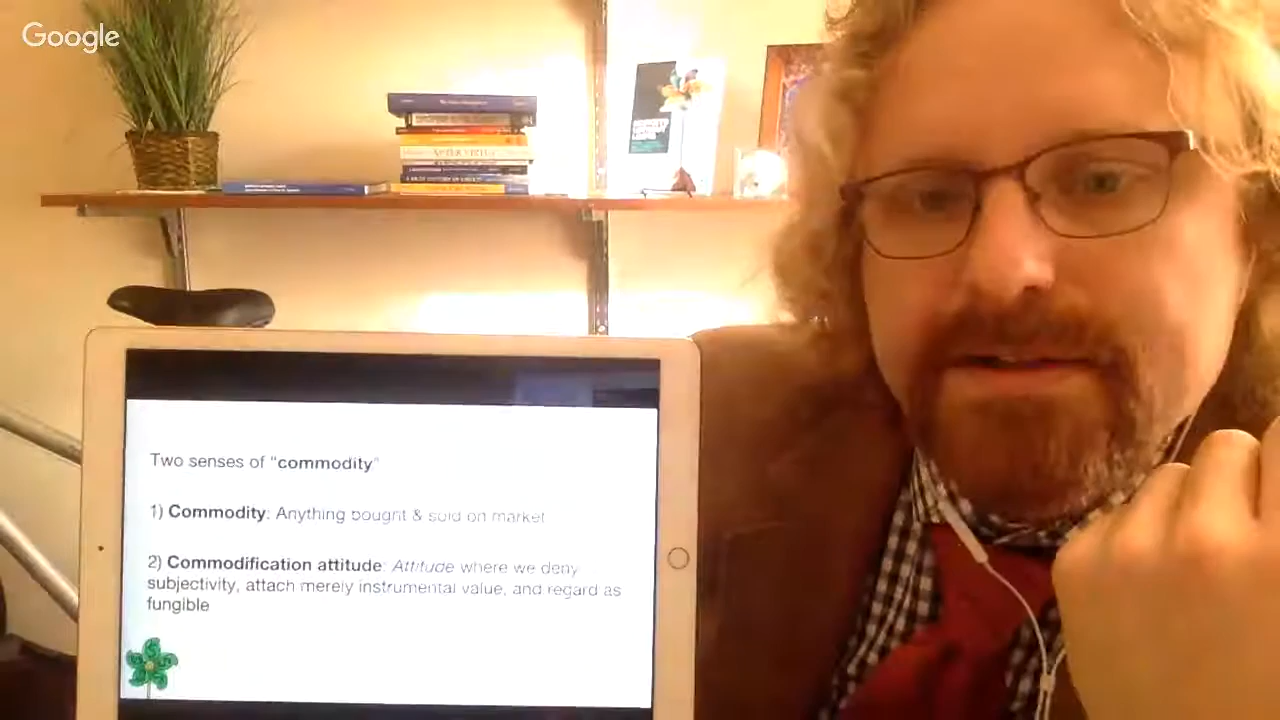 Google
Two senses of "commodity"
1) Commodity: Anything bought & sold on market
2) Commodification attitude: Attitude where we deny
subjectivity, attach merely instrumental value, and regard as
fungible